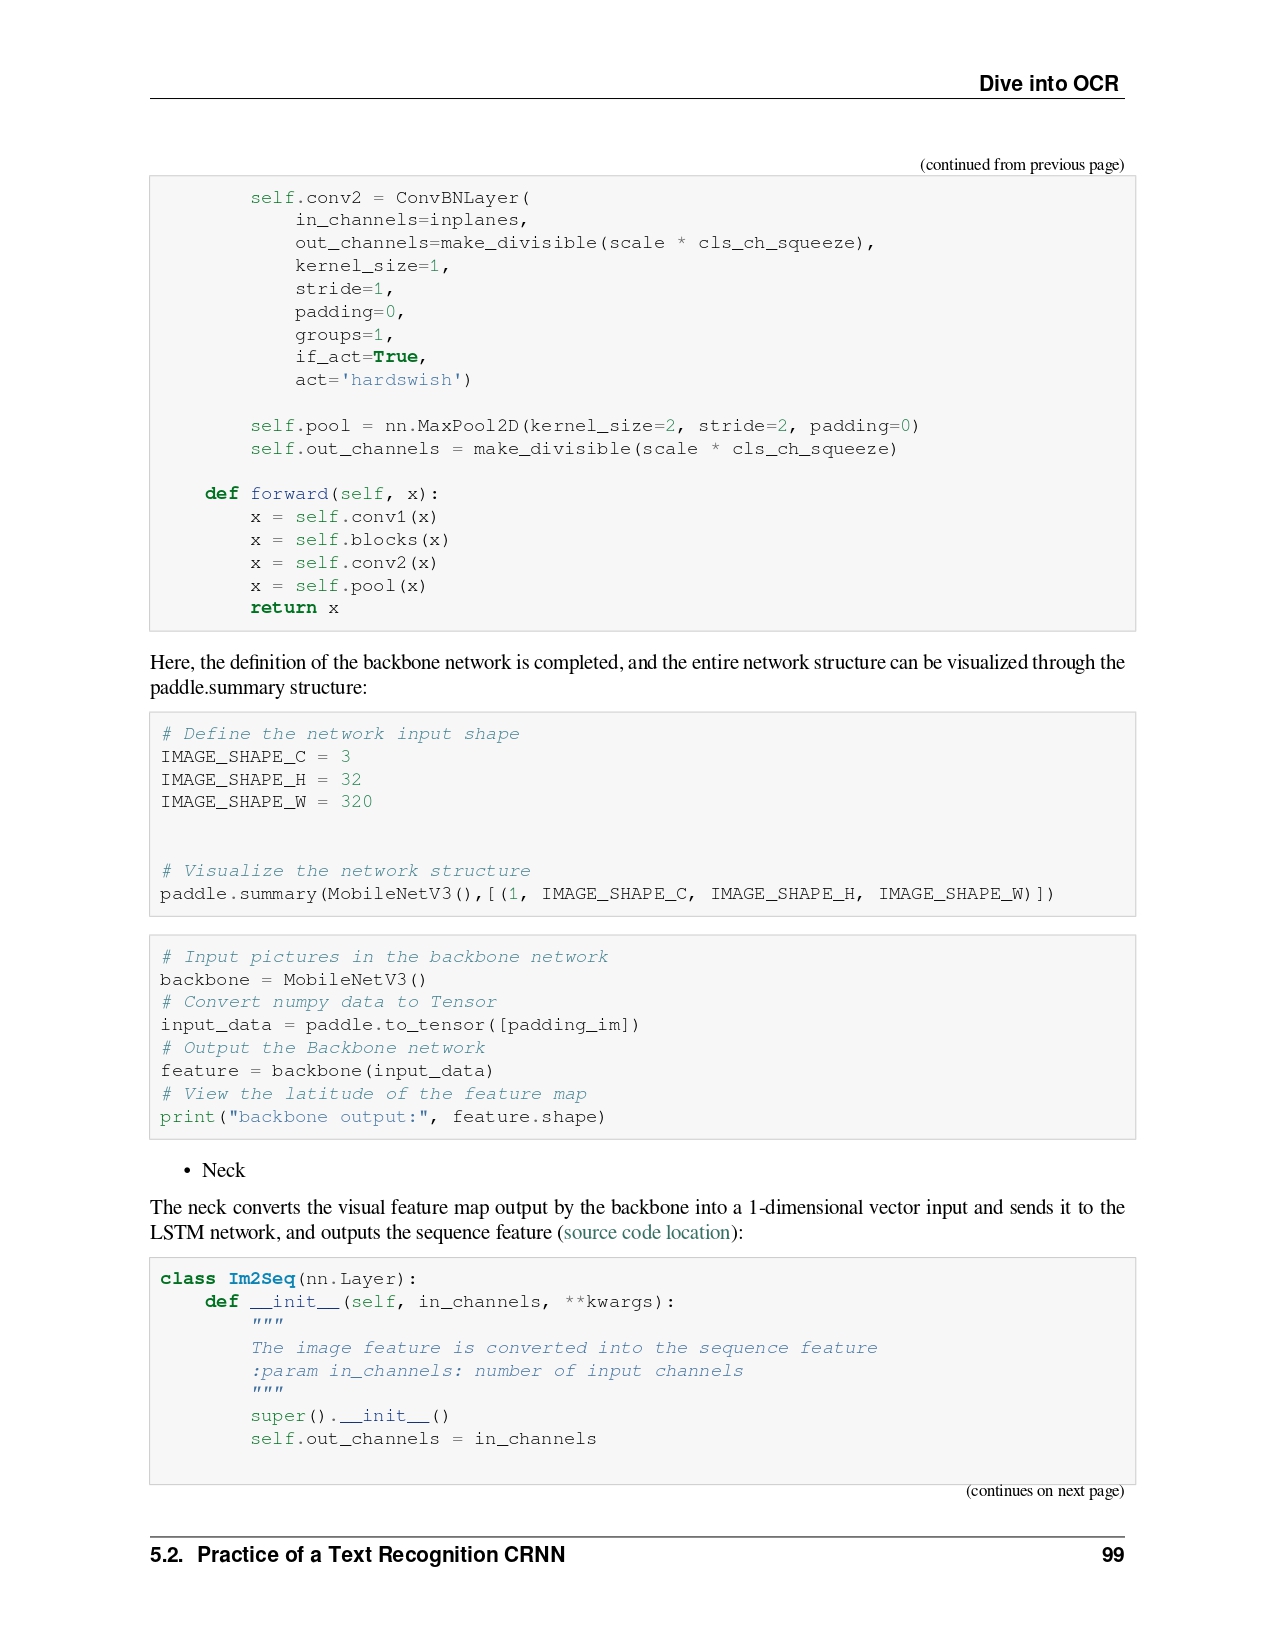 Dive into OCR
(continued from previous page)
        self.conv2 = ConvBNLayer(
            in_channels=inplanes,
            out_channels=make_divisible(scale * cls_ch_squeeze),
            kernel_size=1,
            stride=1,
            padding=0,
            groups=1,
            if_act=True,
            act='hardswish')

        self.pool = nn.MaxPool2D(kernel_size=2, stride=2, padding=0)
        self.out_channels = make_divisible(scale * cls_ch_squeeze)

    def forward(self, x):
        x = self.conv1(x)
        x = self.blocks(x)
        x = self.conv2(x)
        x = self.pool(x)
        return x
Here, the definition of the backbone network is completed, and the entire network structure can be visualized through the
paddle.summary structure:
# Define the network input shape
IMAGE_SHAPE_C = 3
IMAGE_SHAPE_H = 32
IMAGE_SHAPE_W = 320

# Visualize the network structure
paddle.summary(MobileNetV3(),[(1, IMAGE_SHAPE_C, IMAGE_SHAPE_H, IMAGE_SHAPE_W)])
# Input pictures in the backbone network
backbone = MobileNetV3()
# Convert numpy data to Tensor
input_data = paddle.to_tensor([padding_im])
# Output the Backbone network
feature = backbone(input_data)
# View the latitude of the feature map
print("backbone output:", feature.shape)
• Neck
The neck converts the visual feature map output by the backbone into a 1-dimensional vector input and sends it to the
LSTM network, and outputs the sequence feature (source code location):
class Im2Seq(nn.Layer):
    def __init__(self, in_channels, **kwargs):
        """
        The image feature is converted into the sequence feature
        :param in_channels: number of input channels
        """
        super().__init__()
        self.out_channels = in_channels
(continues on next page)
5.2. Practice of a Text Recognition CRNN 99